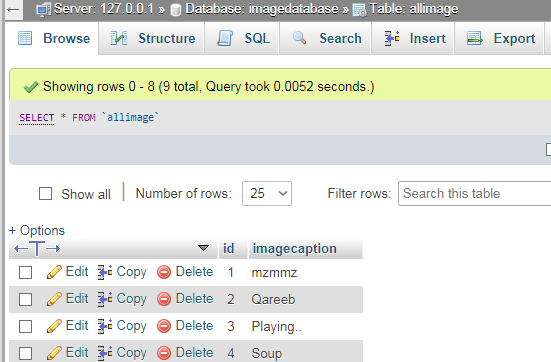 Server: 127.0.0.1 » Database: imagedatabase » Table: allimage
Browse Structure SQL Search Insert Export
Showing rows 0 - 8 (9 total, Query took 0.0052 seconds.)
SELECT * FROM `allimage`
Show all | Number of rows: 25 Filter rows: Search this table
+ Options
←T→ id imagecaption
Edit Copy Delete 1 mzmmz
Edit Copy Delete 2 Qareeb
Edit Copy Delete 3 Playing..
Edit Copy Delete 4 Soup